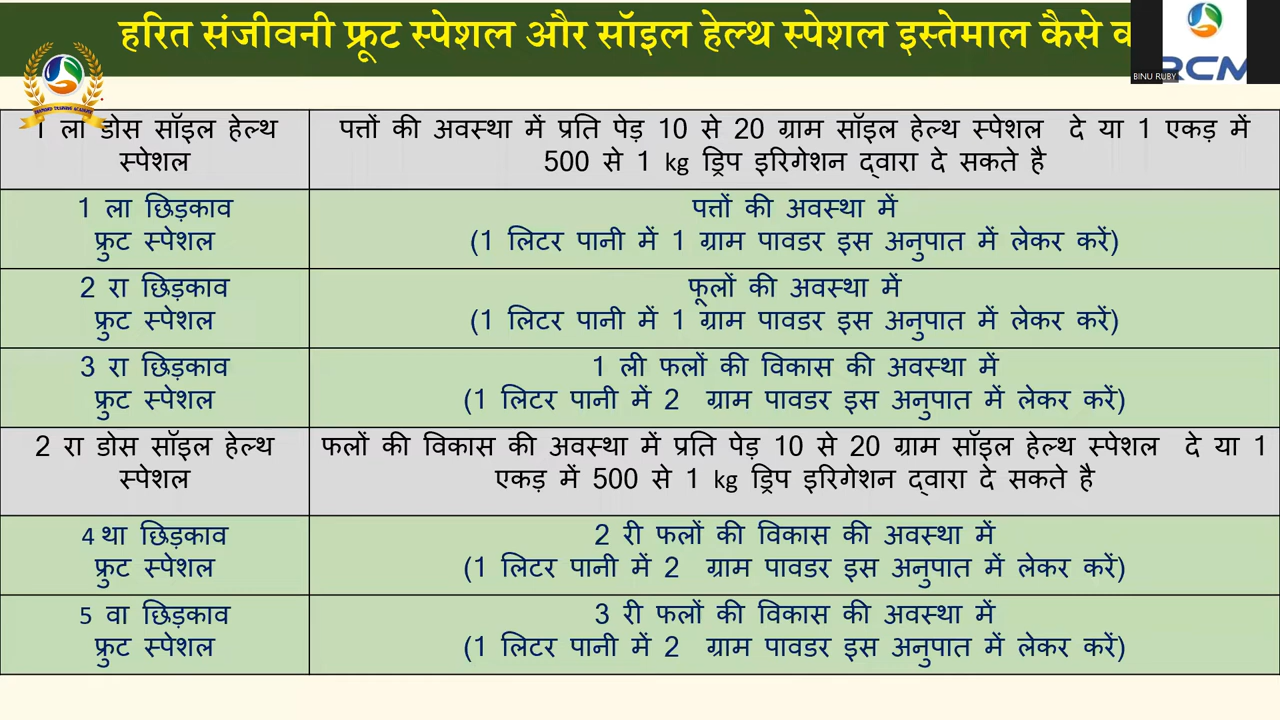 हरित संजीवनी फ्रूट स्पेशल और सॉइल हेल्थ स्पेशल इस्तेमाल कैसे
BINU RUBY
RCM
1 ला डोस सॉइल हेल्थ
स्पेशल
पत्तों की अवस्था में प्रति पेड़ 10 से 20 ग्राम सॉइल हेल्थ स्पेशल दे या 1 एकड़ में
500 से 1 kg ड्रिप इरिगेशन द्वारा दे सकते है
1 ला छिड़काव
फ्रुट स्पेशल
पत्तों की अवस्था में
(1 लिटर पानी में 1 ग्राम पावडर इस अनुपात में लेकर करें)
2 रा छिड़काव
फ्रुट स्पेशल
फूलों की अवस्था में
(1 लिटर पानी में 1 ग्राम पावडर इस अनुपात में लेकर करें)
3 रा छिड़काव
फ्रुट स्पेशल
1 ली फलों की विकास की अवस्था में
(1 लिटर पानी में 2 ग्राम पावडर इस अनुपात में लेकर करें)
2 रा डोस सॉइल हेल्थ
स्पेशल
फलों की विकास की अवस्था में प्रति पेड़ 10 से 20 ग्राम सॉइल हेल्थ स्पेशल दे या 1
एकड़ में 500 से 1 kg ड्रिप इरिगेशन द्वारा दे सकते है
4 था छिड़काव
फ्रुट स्पेशल
2 री फलों की विकास की अवस्था में
(1 लिटर पानी में 2 ग्राम पावडर इस अनुपात में लेकर करें)
5 वा छिड़काव
फ्रुट स्पेशल
3 री फलों की विकास की अवस्था में
(1 लिटर पानी में 2 ग्राम पावडर इस अनुपात में लेकर करें)